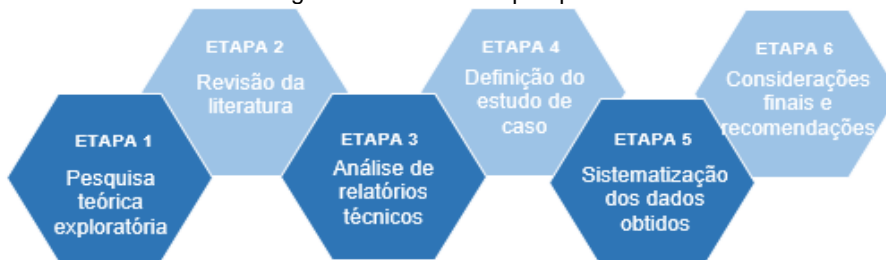 ETAPA 1
Pesquisa
teórica
exploratória
ETAPA 2
Revisão da
literatura
ETAPA 3
Análise de
relatórios
técnicos
ETAPA 4
Definição do
estudo de
caso
ETAPA 5
Sistematização
dos dados
obtidos
ETAPA 6
Considerações
finais e
recomendações